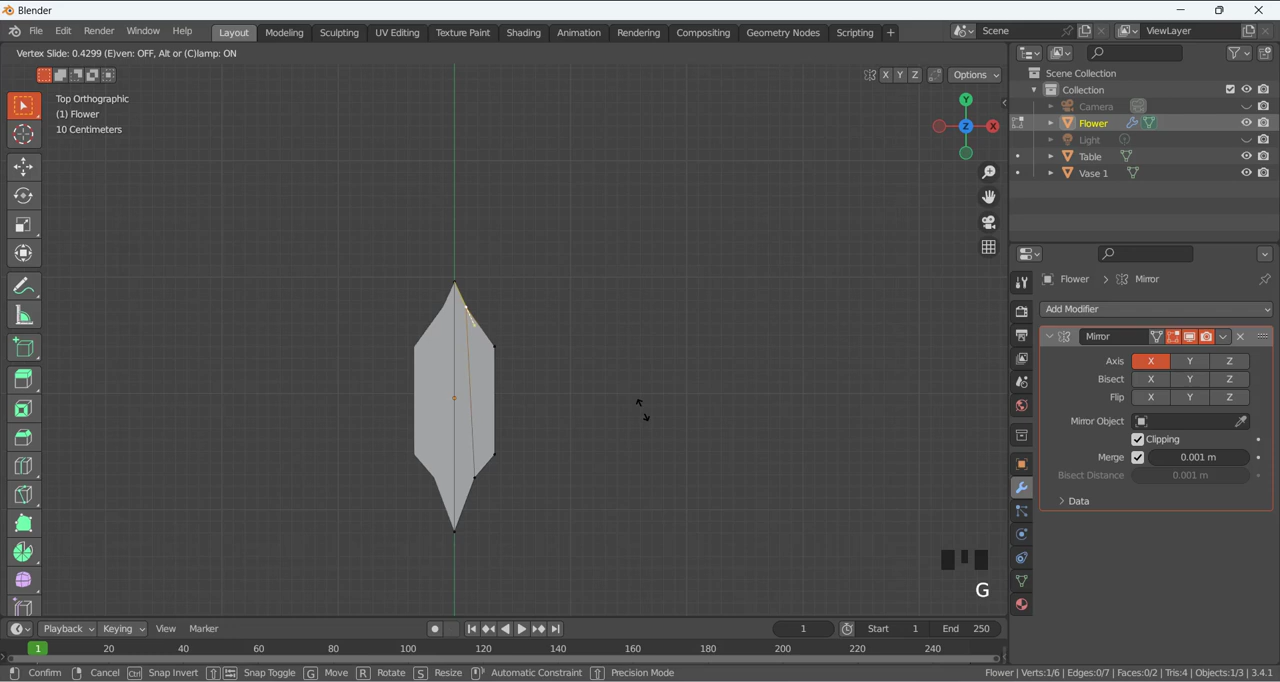 Blender
File Edit Render Window Help Layout Modeling Sculpting UV Editing Texture Paint Shading Animation Rendering Compositing Geometry Nodes Scripting + Scene ViewLayer
Vertex Slide: 0.4299 (E)ven: OFF, Alt or (C)lamp: ON
X Y Z Options
Scene Collection
Collection
Camera
Flower
Light
Table
Vase 1
Top Orthographic
(1) Flower
10 Centimeters
Y
Z X
Flower > Mirror
Add Modifier
Mirror
Axis X Y Z
Bisect X Y Z
Flip X Y Z
Mirror Object
Clipping
Merge 0.001 m
Bisect Distance 0.001 m
> Data
G
Playback Keying View Marker 1 Start 1 End 250
1 20 40 60 80 100 120 140 160 180 200 220 240
Confirm Cancel Ctrl Snap Invert Snap Toggle G Move R Rotate S Resize Automatic Constraint Precision Mode Flower | Verts:1/6 | Edges:0/7 | Faces:0/2 | Tris:4 | Objects:1/3 | 3.4.1